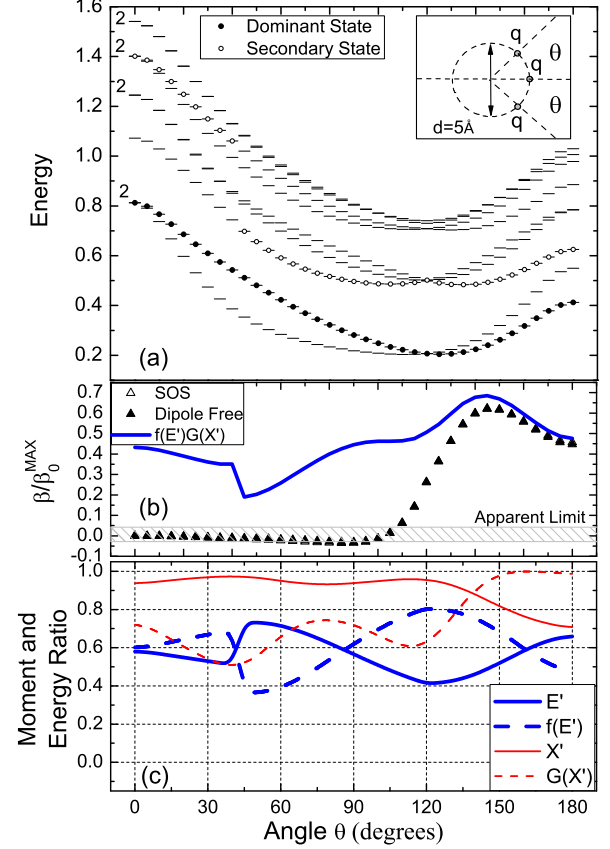 1.6
1.4
1.2
1.0
0.8
0.6
0.4
0.2
Energy
2
2
2
2
Dominant State
Secondary State
q
θ
q
θ
q
d=5Å
(a)
0.7
0.6
0.5
0.4
0.3
0.2
0.1
0.0
-0.1
β/β₀ᴹᴬˣ
SOS
Dipole Free
f(E')G(X')
Apparent Limit
(b)
1.0
0.8
0.6
0.4
0.2
0.0
Moment and
Energy Ratio
E'
f(E')
X'
G(X')
(c)
0 30 60 90 120 150 180
Angle θ (degrees)